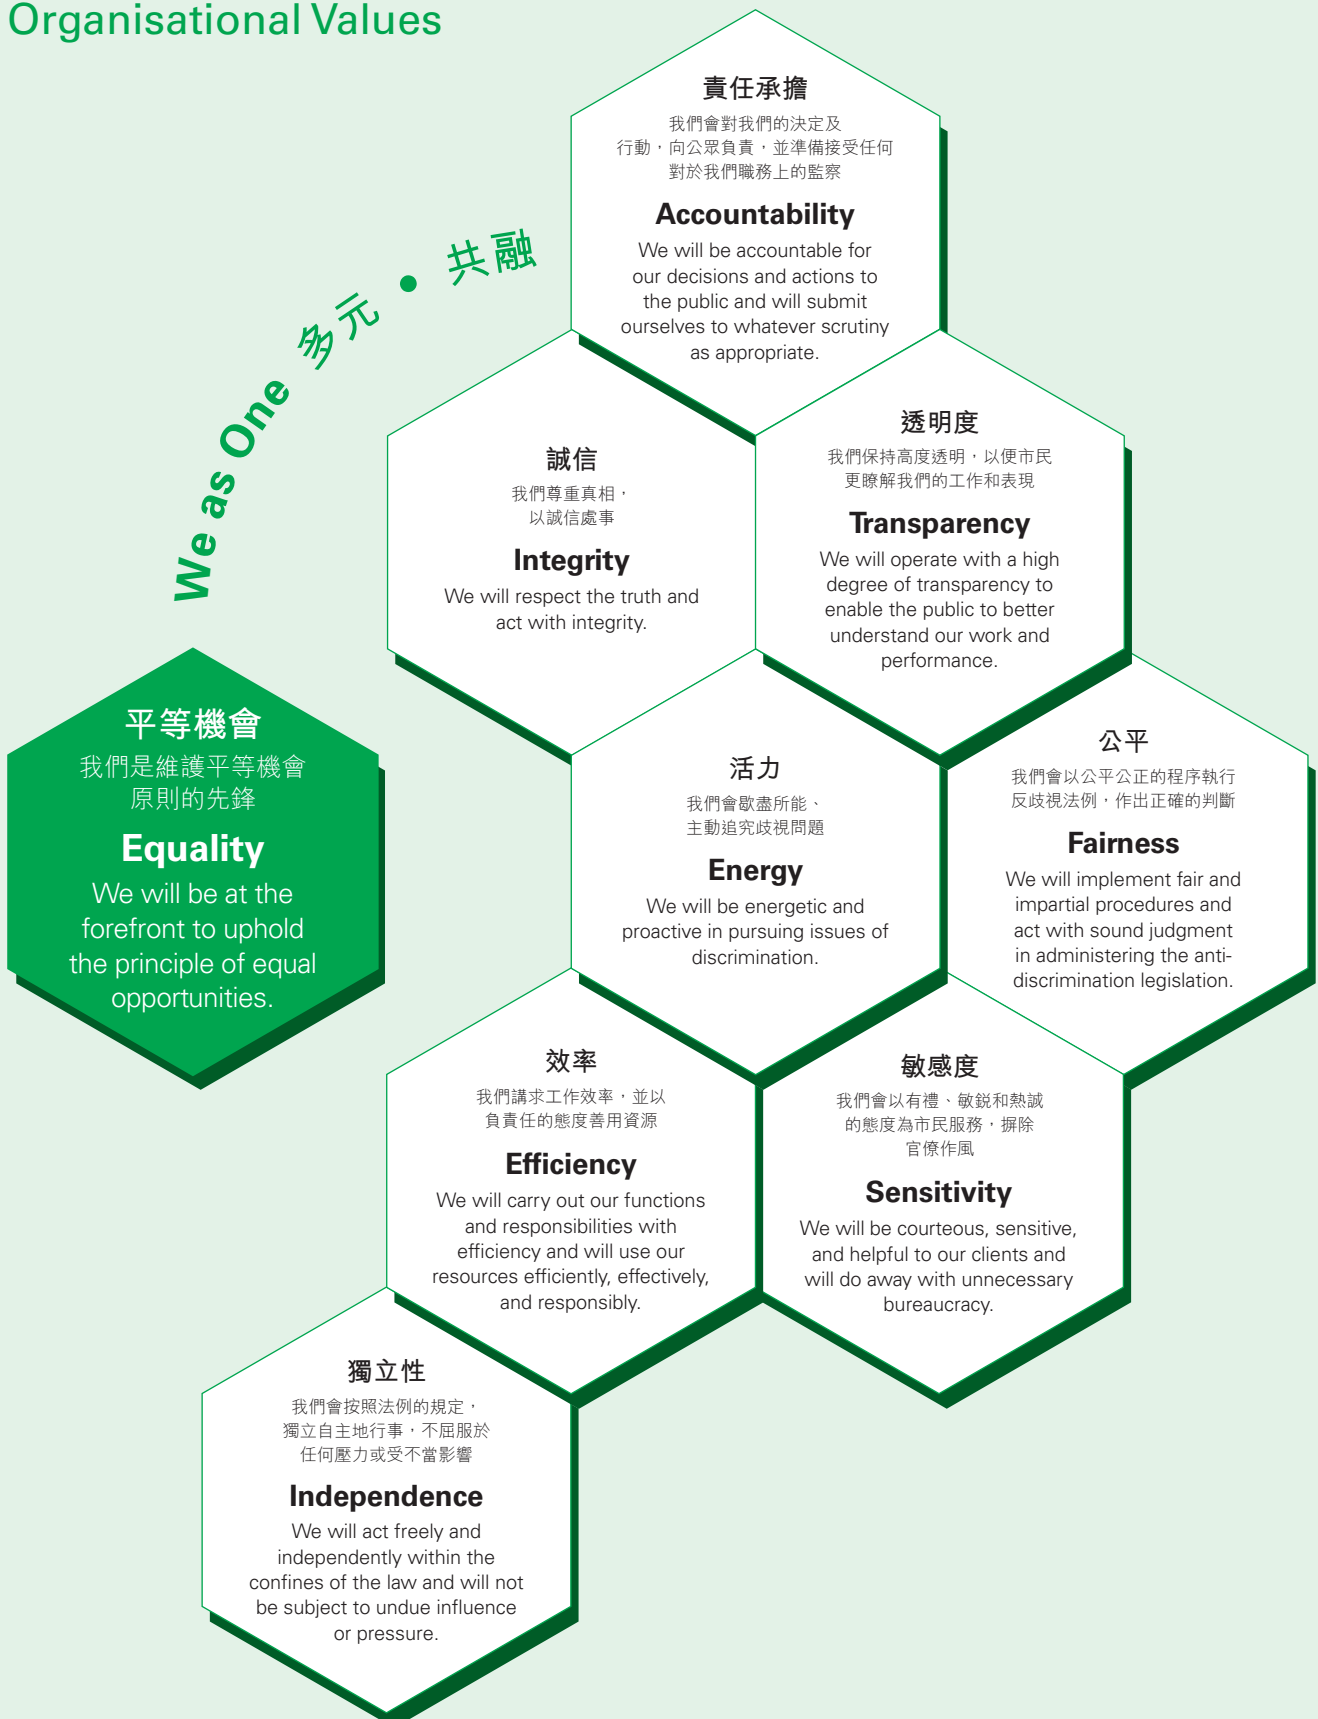 Organisational Values
責任承擔
我們會對我們的決定及
行動，向公眾負責，並準備接受任何
對於我們職務上的監察
Accountability
We will be accountable for
our decisions and actions to
the public and will submit
ourselves to whatever scrutiny
as appropriate.
We as One 多元 • 共融
誠信
我們尊重真相，
以誠信處事
Integrity
We will respect the truth and
act with integrity.
透明度
我們保持高度透明，以便市民
更瞭解我們的工作和表現
Transparency
We will operate with a high
degree of transparency to
enable the public to better
understand our work and
performance.
平等機會
我們是維護平等機會
原則的先鋒
Equality
We will be at the
forefront to uphold
the principle of equal
opportunities.
活力
我們會歇盡所能、
主動追究歧視問題
Energy
We will be energetic and
proactive in pursuing issues of
discrimination.
公平
我們會以公平公正的程序執行
反歧視法例，作出正確的判斷
Fairness
We will implement fair and
impartial procedures and
act with sound judgment
in administering the anti-
discrimination legislation.
效率
我們講求工作效率，並以
負責任的態度善用資源
Efficiency
We will carry out our functions
and responsibilities with
efficiency and will use our
resources efficiently, effectively,
and responsibly.
敏感度
我們會以有禮、敏銳和熱誠
的態度為市民服務，摒除
官僚作風
Sensitivity
We will be courteous, sensitive,
and helpful to our clients and
will do away with unnecessary
bureaucracy.
獨立性
我們會按照法例的規定，
獨立自主地行事，不屈服於
任何壓力或受不當影響
Independence
We will act freely and
independently within the
confines of the law and will not
be subject to undue influence
or pressure.